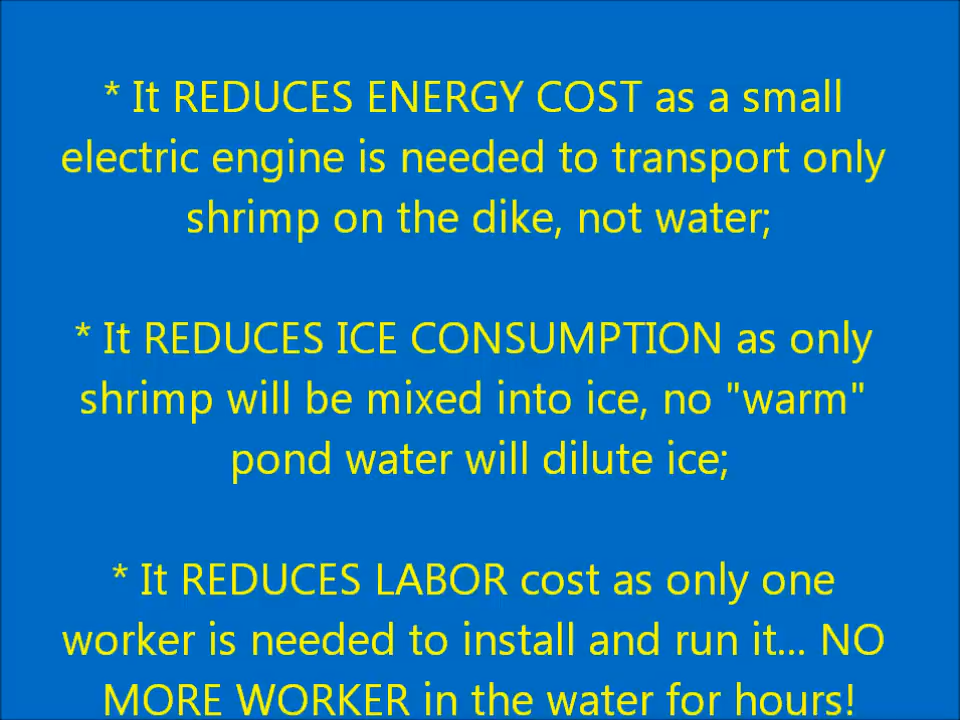 * It REDUCES ENERGY COST as a small
electric engine is needed to transport only
shrimp on the dike, not water;
* It REDUCES ICE CONSUMPTION as only
shrimp will be mixed into ice, no "warm"
pond water will dilute ice;
* It REDUCES LABOR cost as only one
worker is needed to install and run it... NO
MORE WORKER in the water for hours!